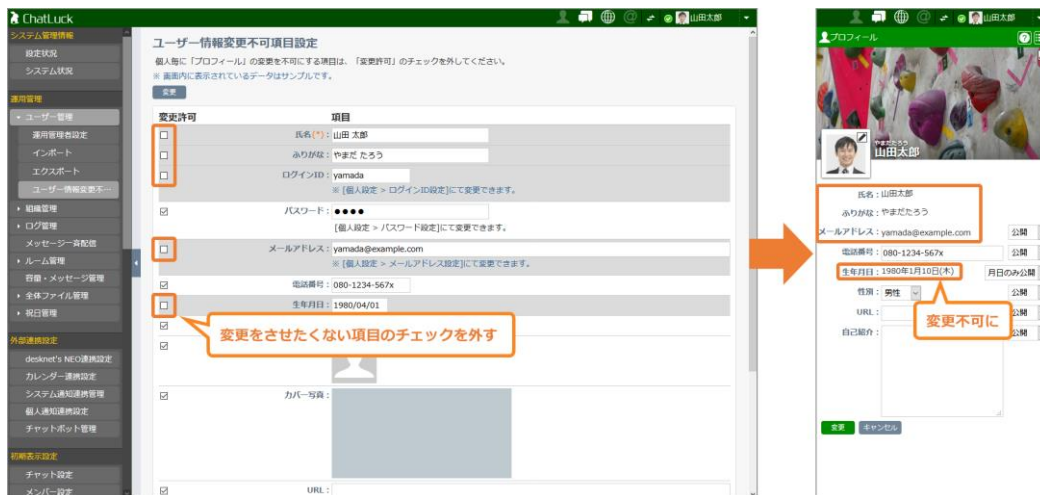 ChatLuck
山田太郎
システム管理情報
設定状況
システム状況
運用管理
ユーザー管理
運用管理者設定
インポート
エクスポート
ユーザー情報変更不…
組織管理
ログ管理
メッセージ一斉配信
ルーム管理
容量・メッセージ管理
全体ファイル管理
祝日管理
外部連携設定
desknet's NEO連携設定
カレンダー連携設定
システム通知連携管理
個人通知連携設定
チャットボット管理
初期表示設定
チャット設定
メンバー設定
ユーザー情報変更不可項目設定
個人毎に「プロフィール」の変更を不可にする項目は、「変更許可」のチェックを外してください。
※ 画面内に表示されているデータはサンプルです。
変更
変更許可 項目
氏名(*)：山田 太郎
ふりがな：やまだ たろう
ログインID：yamada
※ [個人設定 > ログインID設定]にて変更できます。
パスワード：●●●●
[個人設定 > パスワード設定]にて変更できます。
メールアドレス：yamada@example.com
※ [個人設定 > メールアドレス設定]にて変更できます。
電話番号：080-1234-567x
生年月日：1980/04/01
変更をさせたくない項目のチェックを外す
カバー写真：
URL：
山田太郎
プロフィール
やまだたろう
山田太郎
氏名：山田太郎
ふりがな：やまだたろう
メールアドレス：yamada@example.com 公開
電話番号：080-1234-567x 公開
生年月日：1980年1月10日(木) 月日のみ公開
性別：男性 公開
URL： 公開
変更不可に
自己紹介： 公開
変更 キャンセル